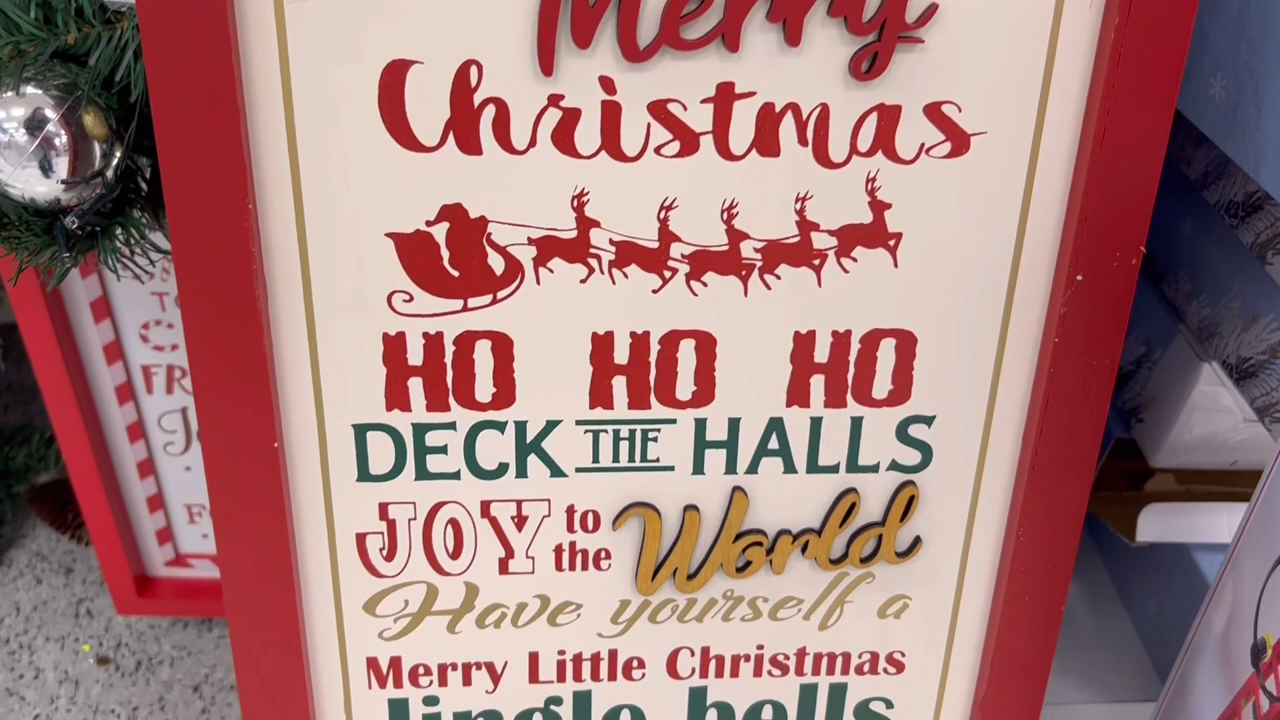 Merry
Christmas
HO HO HO
DECK THE HALLS
JOY to the World
Have yourself a
Merry Little Christmas
Jingle bells